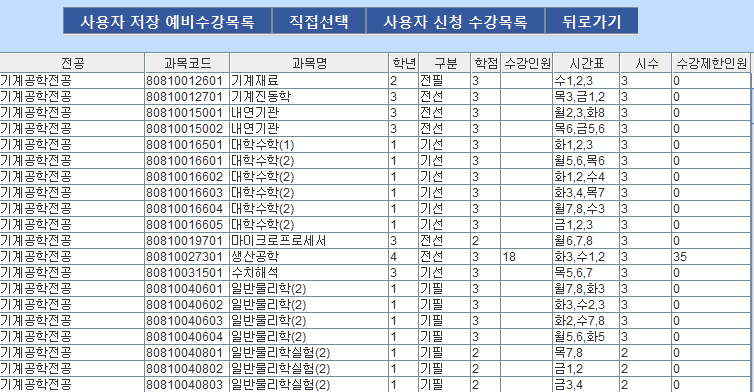 사용자 저장 예비수강목록 직접선택 사용자 신청 수강목록 뒤로가기
전공 과목코드 과목명 학년 구분 학점 수강인원 시간표 시수 수강제한인원
기계공학전공 80810012601 기계재료 2 전필 3 수1,2,3 3 0
기계공학전공 80810012701 기계진동학 3 전선 3 목3,금1,2 3 0
기계공학전공 80810015001 내연기관 3 전선 3 월2,3,화8 3 0
기계공학전공 80810015002 내연기관 3 전선 3 목6,금5,6 3 0
기계공학전공 80810016501 대학수학(1) 1 기선 3 화1,2,3 3 0
기계공학전공 80810016601 대학수학(2) 1 기선 3 월5,6,목6 3 0
기계공학전공 80810016602 대학수학(2) 1 기선 3 화1,2,수4 3 0
기계공학전공 80810016603 대학수학(2) 1 기선 3 화3,4,목7 3 0
기계공학전공 80810016604 대학수학(2) 1 기선 3 월7,8,수3 3 0
기계공학전공 80810016605 대학수학(2) 1 기선 3 금1,2,3 3 0
기계공학전공 80810019701 마이크로프로세서 3 전선 2 월6,7,8 3 0
기계공학전공 80810027301 생산공학 4 전선 3 18 화3,수1,2 3 35
기계공학전공 80810031501 수치해석 3 기선 3 목5,6,7 3 0
기계공학전공 80810040601 일반물리학(2) 1 기필 3 월7,8,화3 3 0
기계공학전공 80810040602 일반물리학(2) 1 기필 3 화3,수2,3 3 0
기계공학전공 80810040603 일반물리학(2) 1 기필 3 화2,수7,8 3 0
기계공학전공 80810040604 일반물리학(2) 1 기필 3 월5,6,화5 3 0
기계공학전공 80810040801 일반물리학실험(2) 1 기필 2 목7,8 2 0
기계공학전공 80810040802 일반물리학실험(2) 1 기필 2 금1,2 2 0
기계공학전공 80810040803 일반물리학실험(2) 1 기필 2 금3,4 2 0